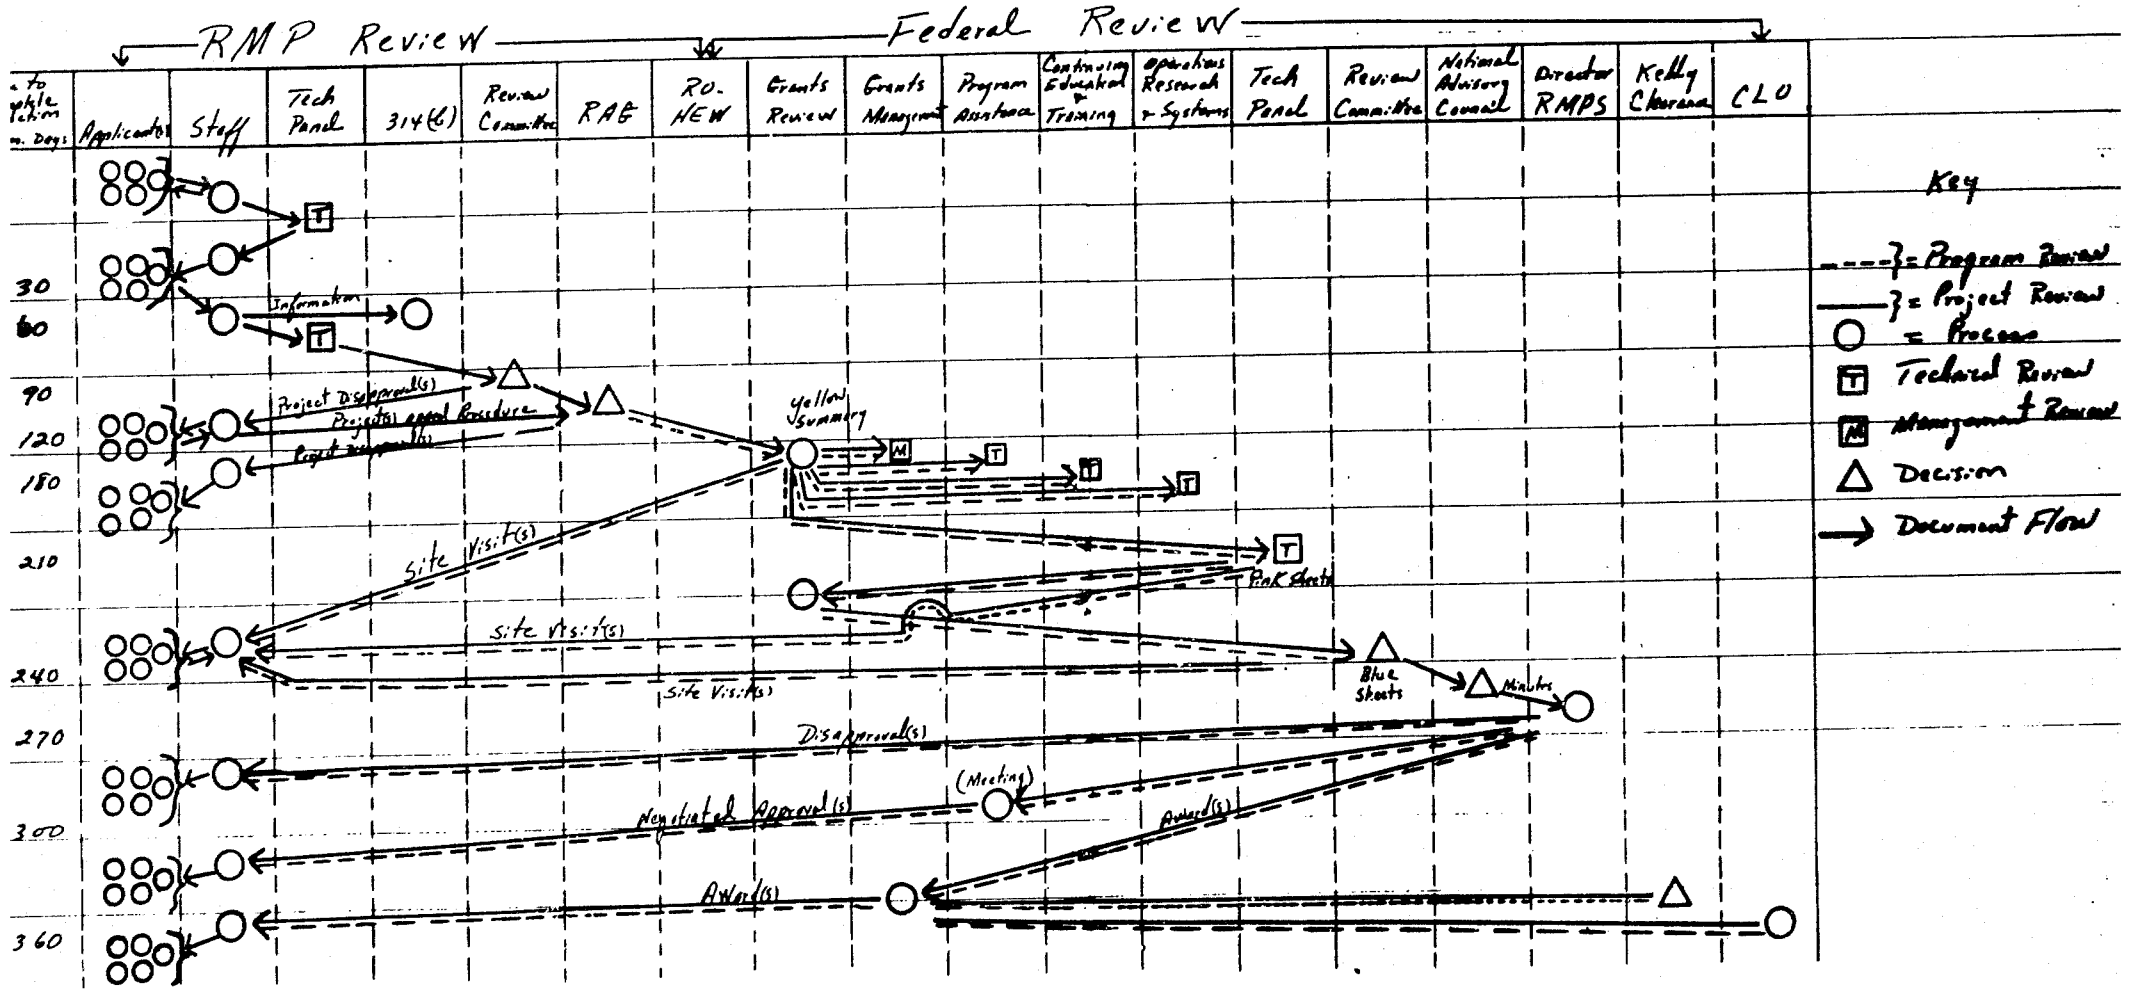 RMP Review
Federal Review
to
Days
Applicant(s)
Staff
Tech
Panel
314(b)
Review
Committee
RAG
RO-
HEW
Grants
Review
Grants
Management
Program
Assistance
Continuing
Education
&
Training
Operations
Research
& Systems
Tech
Panel
Review
Committee
National
Advisory
Council
Director
RMPS
Kelly
Clearance
CLO
30
60
90
120
180
210
240
270
300
360
T
Information
T
Project Disapproval(s)
Project(s) appeal Procedure
Project
Yellow
Summary
M
T
T
T
Site Visit(s)
T
Pink Sheets
Site Visit(s)
Site Visit(s)
Blue
Sheets
Minutes
Disapproval(s)
(Meeting)
Negotiated Approval(s)
Award(s)
Award(s)
Key
}= Program Review
}= Project Review
= Process
T Technical Review
M Management Review
Decision
Document Flow